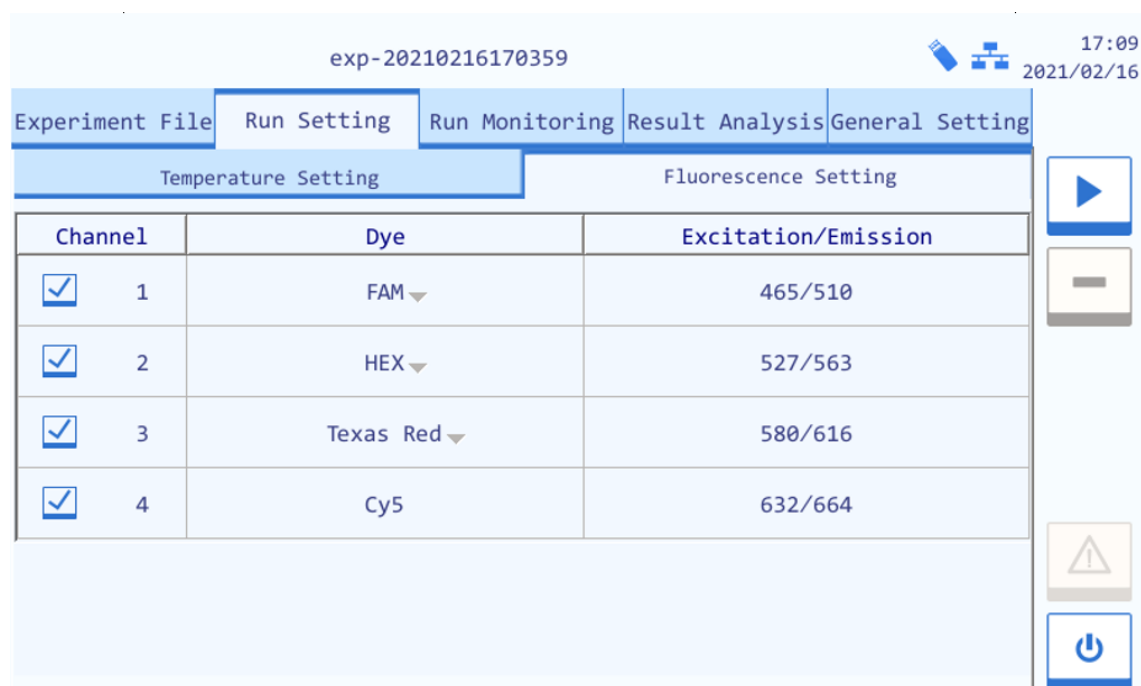 exp-20210216170359
17:09
2021/02/16
Experiment File Run Setting Run Monitoring Result Analysis General Setting
Temperature Setting Fluorescence Setting
Channel Dye Excitation/Emission
1 FAM 465/510
2 HEX 527/563
3 Texas Red 580/616
4 Cy5 632/664